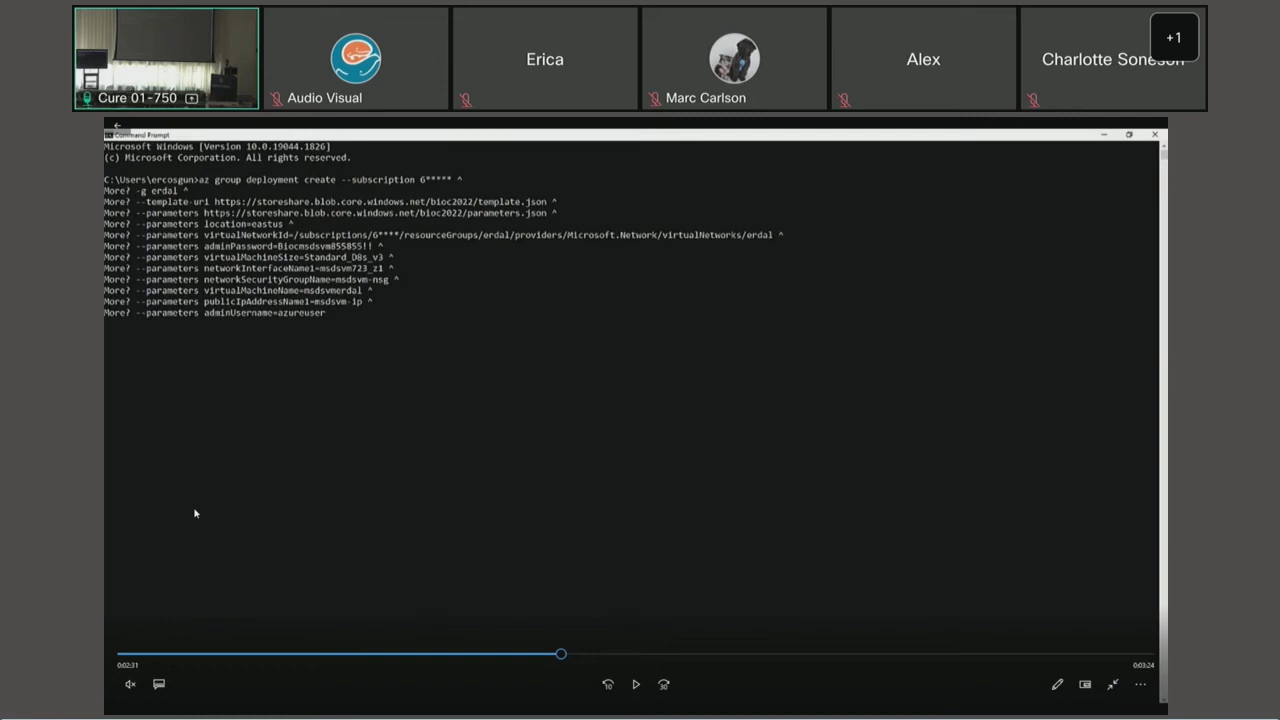 Cure 01-750
Audio Visual
Erica
Marc Carlson
Alex
Charlotte Soneson
+1
Command Prompt
Microsoft Windows [Version 10.0.19044.1826]
(c) Microsoft Corporation. All rights reserved.
C:\Users\ercosgun>az group deployment create --subscription 6***** ^
More? -g erdal ^
More? --template-uri https://storeshare.blob.core.windows.net/bioc2022/template.json ^
More? --parameters https://storeshare.blob.core.windows.net/bioc2022/parameters.json ^
More? --parameters location=eastus ^
More? --parameters virtualNetworkId=/subscriptions/6****/resourceGroups/erdal/providers/Microsoft.Network/virtualNetworks/erdal ^
More? --parameters adminPassword=Biocmsdsvm855855!! ^
More? --parameters virtualMachineSize=Standard_D8s_v3 ^
More? --parameters networkInterfaceName1=msdsvm723_z1 ^
More? --parameters networkSecurityGroupName=msdsvm-nsg ^
More? --parameters virtualMachineName=msdsvmerdal ^
More? --parameters publicIpAddressName1=msdsvm-ip ^
More? --parameters adminUsername=azureuser
0:02:31
0:03:24
10
30